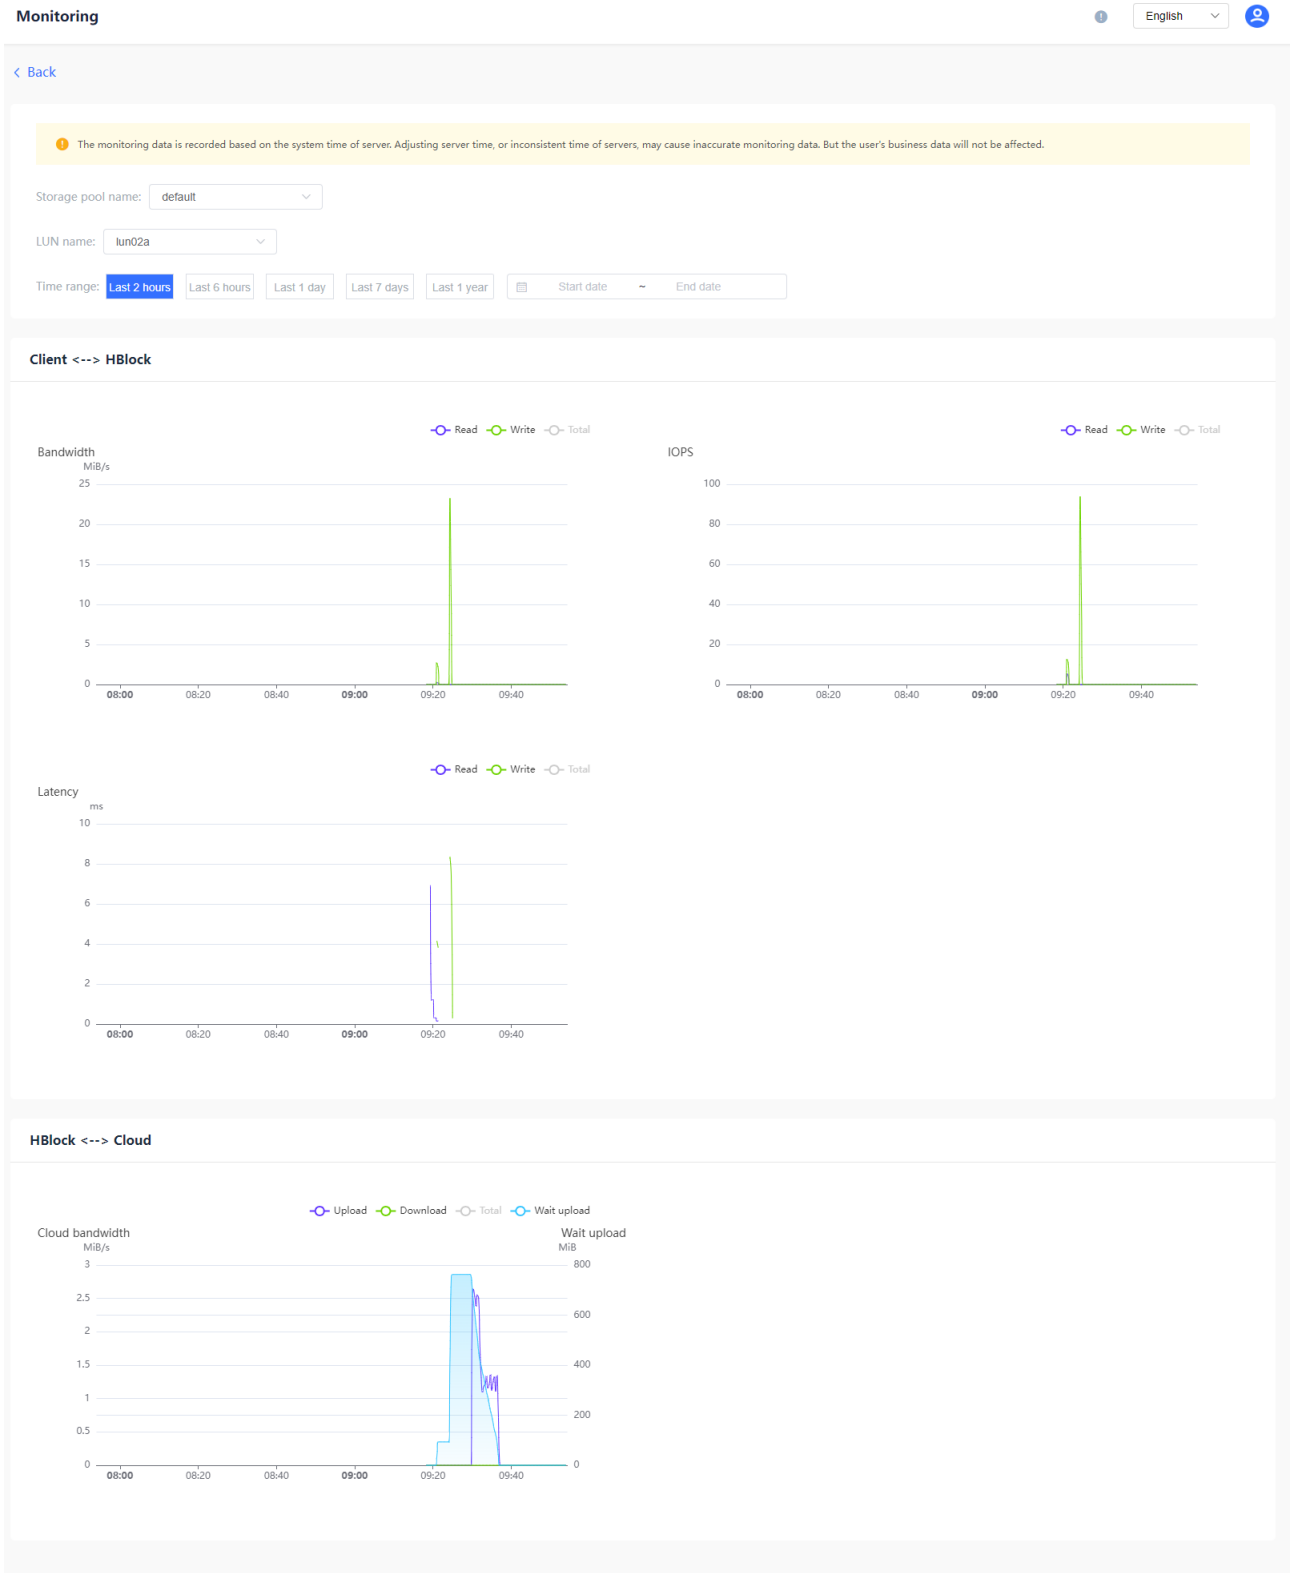 Monitoring
English
Back
The monitoring data is recorded based on the system time of server. Adjusting server time, or inconsistent time of servers, may cause inaccurate monitoring data. But the user's business data will not be affected.
Storage pool name: default
LUN name: lun02a
Time range: Last 2 hours Last 6 hours Last 1 day Last 7 days Last 1 year Start date ~ End date
Client <--> HBlock
Read Write Total
Bandwidth
MiB/s
25
20
15
10
5
0
08:00 08:20 08:40 09:00 09:20 09:40
Read Write Total
IOPS
100
80
60
40
20
0
08:00 08:20 08:40 09:00 09:20 09:40
Read Write Total
Latency
ms
10
8
6
4
2
0
08:00 08:20 08:40 09:00 09:20 09:40
HBlock <--> Cloud
Upload Download Total Wait upload
Cloud bandwidth Wait upload
MiB/s MiB
3 800
2.5
600
2
1.5 400
1
200
0.5
0 0
08:00 08:20 08:40 09:00 09:20 09:40